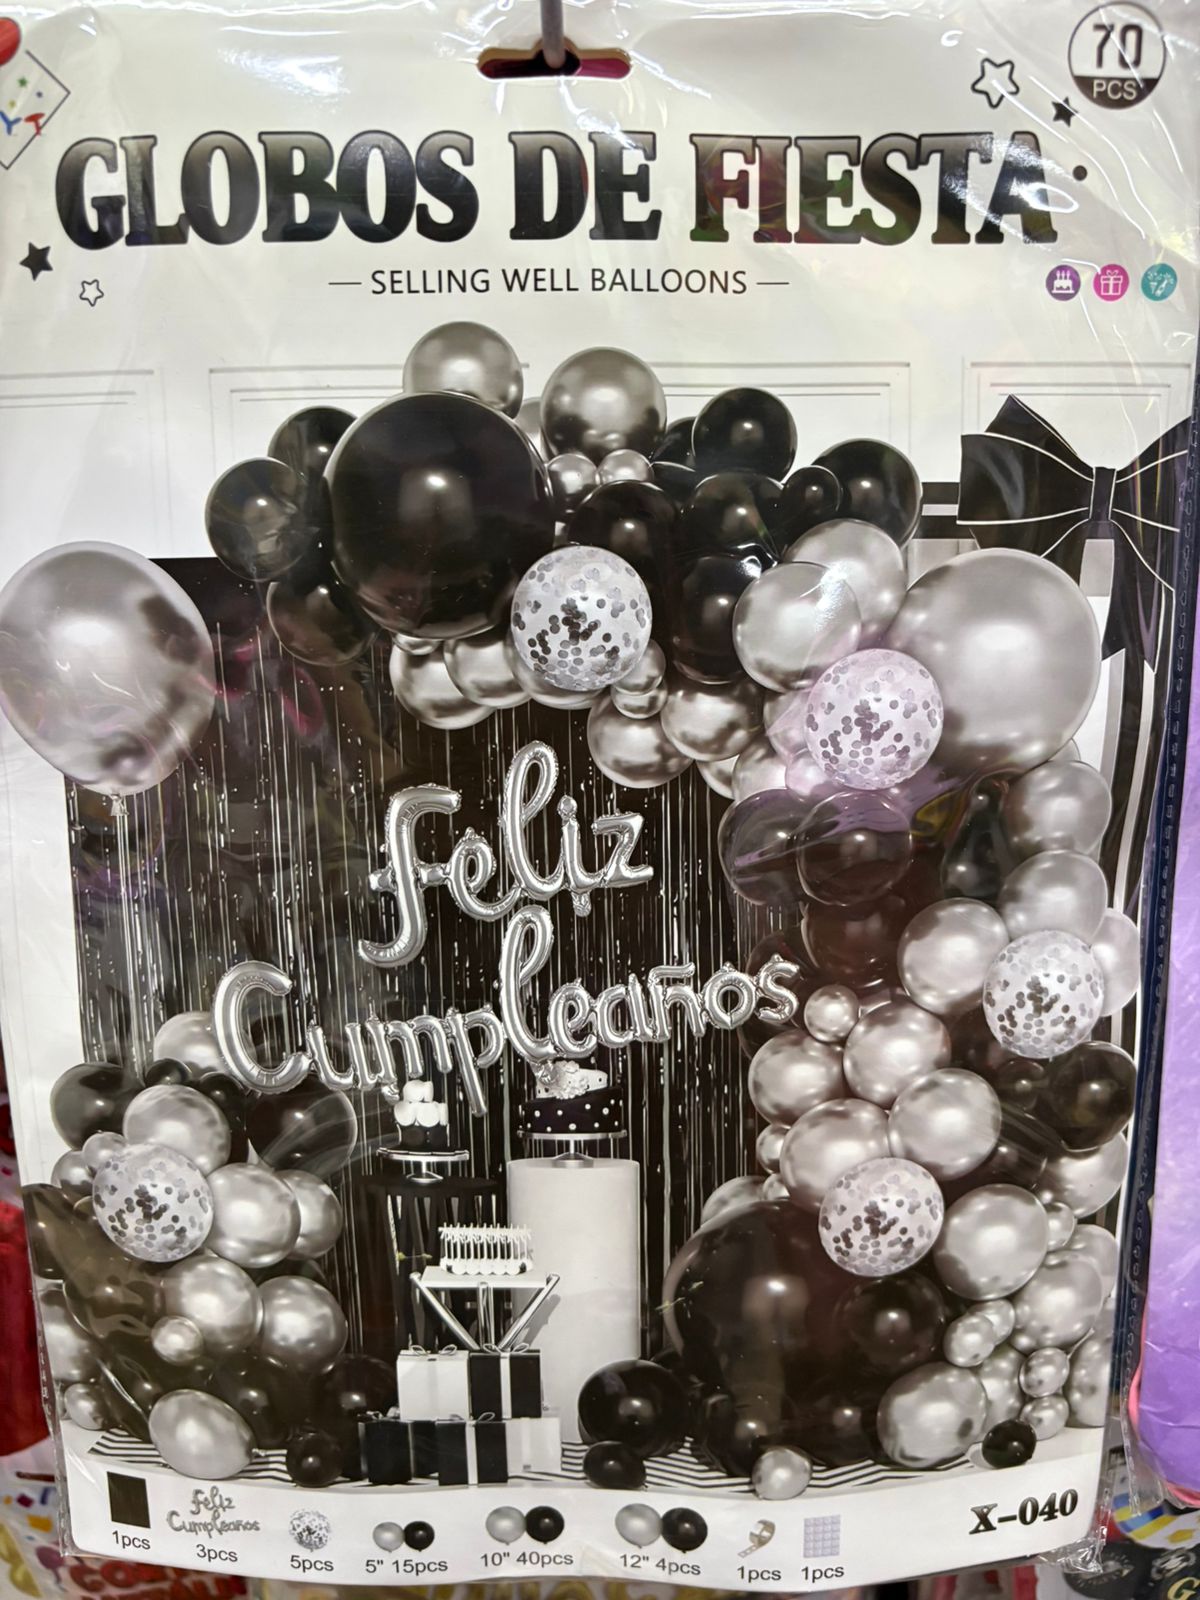 70
PCS
GLOBOS DE FIESTA
— SELLING WELL BALLOONS —
Feliz
Cumpleaños
Feliz
Cumpleaños
1pcs
3pcs
5pcs
5" 15pcs
10" 40pcs
12" 4pcs
1pcs
1pcs
X-040